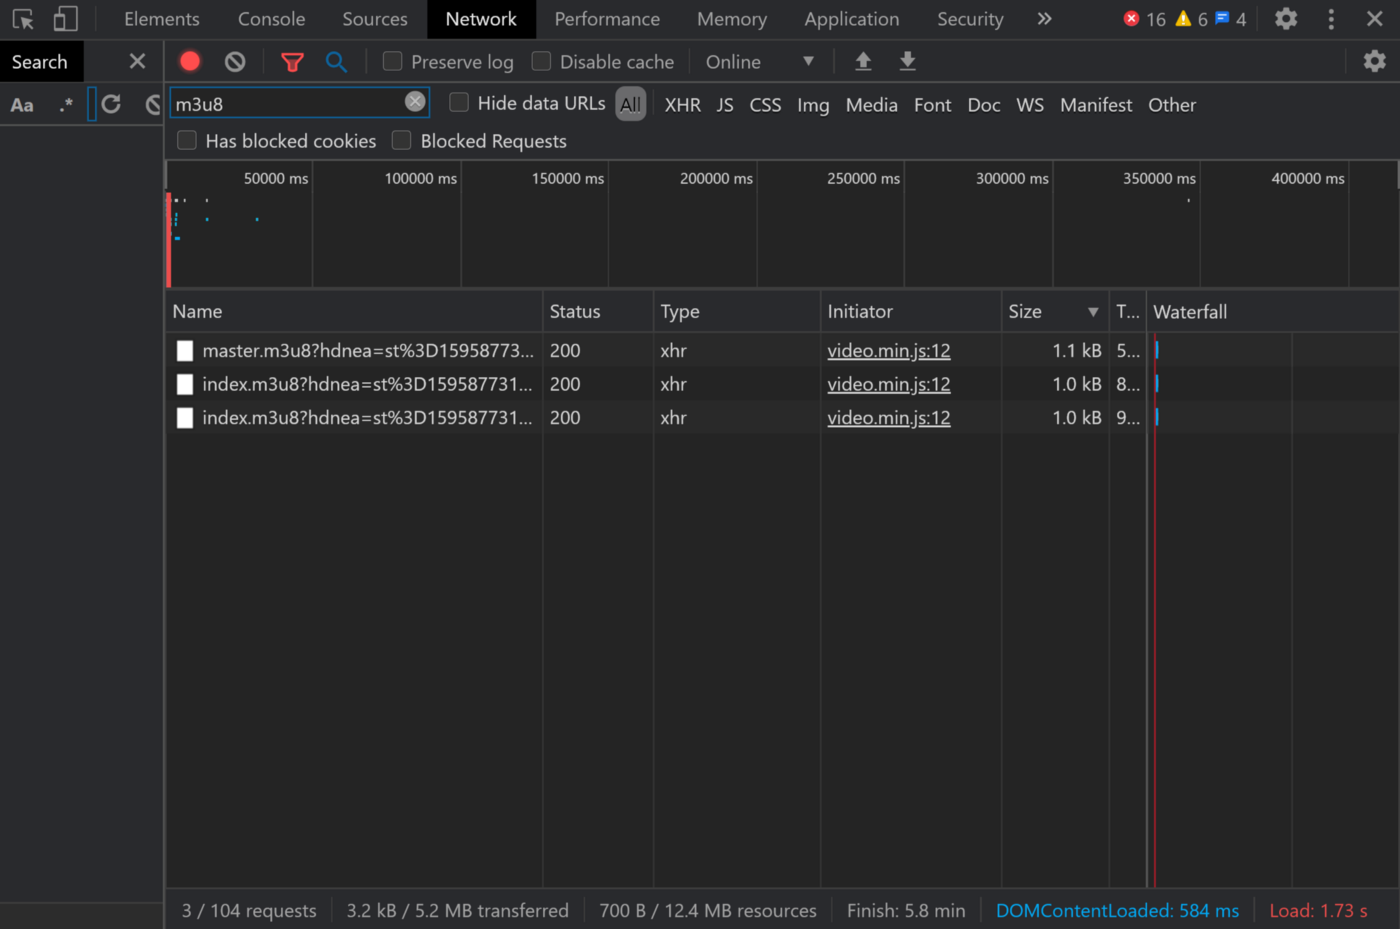 Elements Console Sources Network Performance Memory Application Security » 16 6 4
Search Preserve log Disable cache Online
Aa .* m3u8 Hide data URLs All XHR JS CSS Img Media Font Doc WS Manifest Other
Has blocked cookies Blocked Requests
50000 ms 100000 ms 150000 ms 200000 ms 250000 ms 300000 ms 350000 ms 400000 ms
Name Status Type Initiator Size T... Waterfall
master.m3u8?hdnea=st%3D15958773... 200 xhr video.min.js:12 1.1 kB 5...
index.m3u8?hdnea=st%3D159587731... 200 xhr video.min.js:12 1.0 kB 8...
index.m3u8?hdnea=st%3D159587731... 200 xhr video.min.js:12 1.0 kB 9...
3 / 104 requests 3.2 kB / 5.2 MB transferred 700 B / 12.4 MB resources Finish: 5.8 min DOMContentLoaded: 584 ms Load: 1.73 s